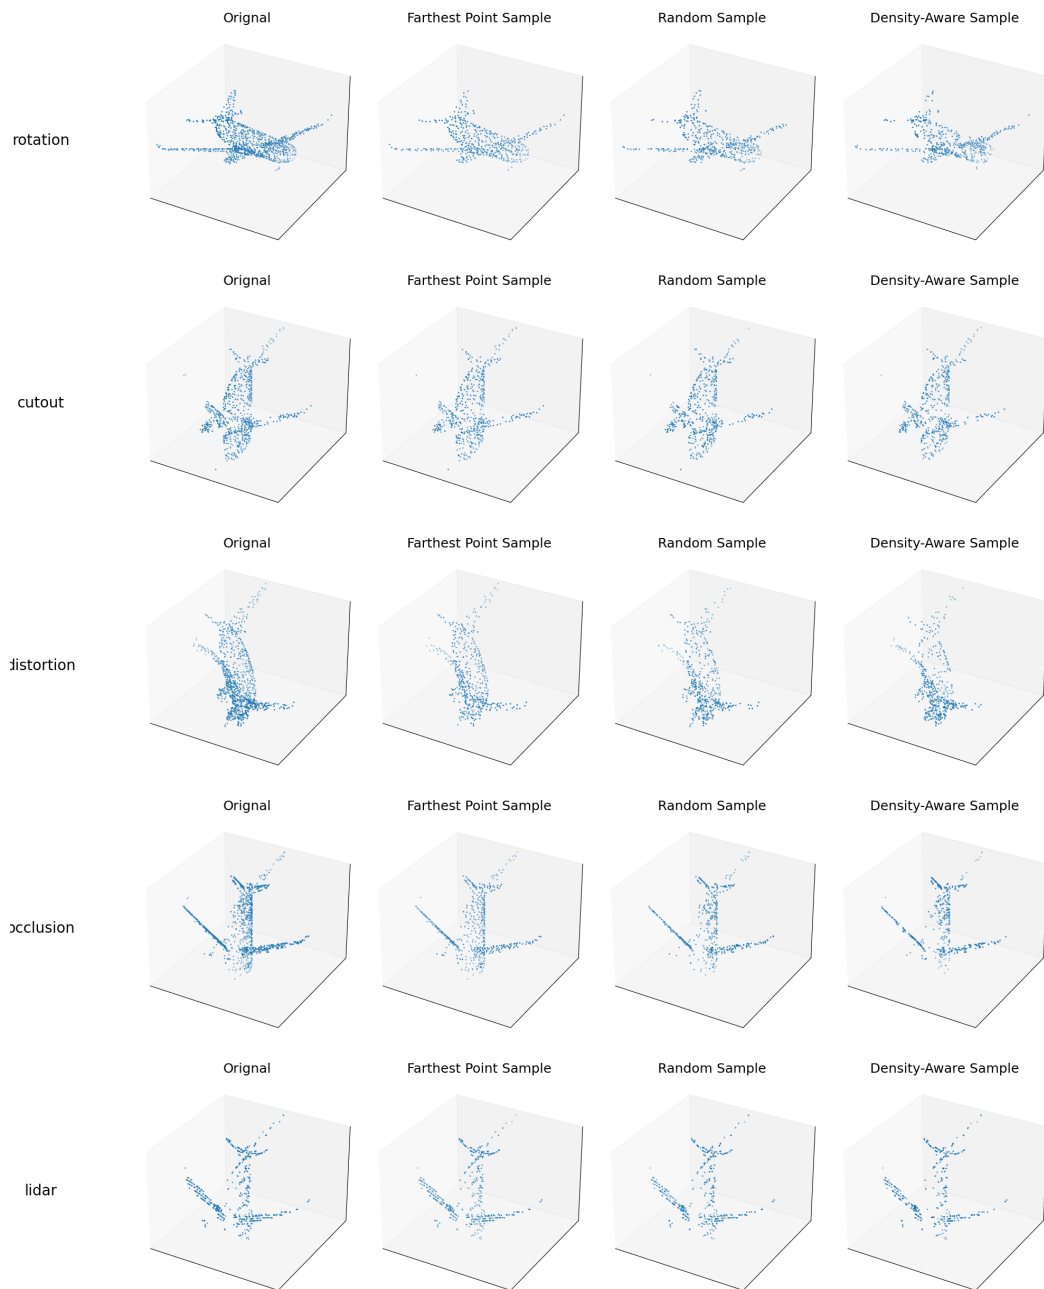 Orignal Farthest Point Sample Random Sample Density-Aware Sample
rotation
Orignal Farthest Point Sample Random Sample Density-Aware Sample
cutout
Orignal Farthest Point Sample Random Sample Density-Aware Sample
distortion
Orignal Farthest Point Sample Random Sample Density-Aware Sample
occlusion
Orignal Farthest Point Sample Random Sample Density-Aware Sample
lidar